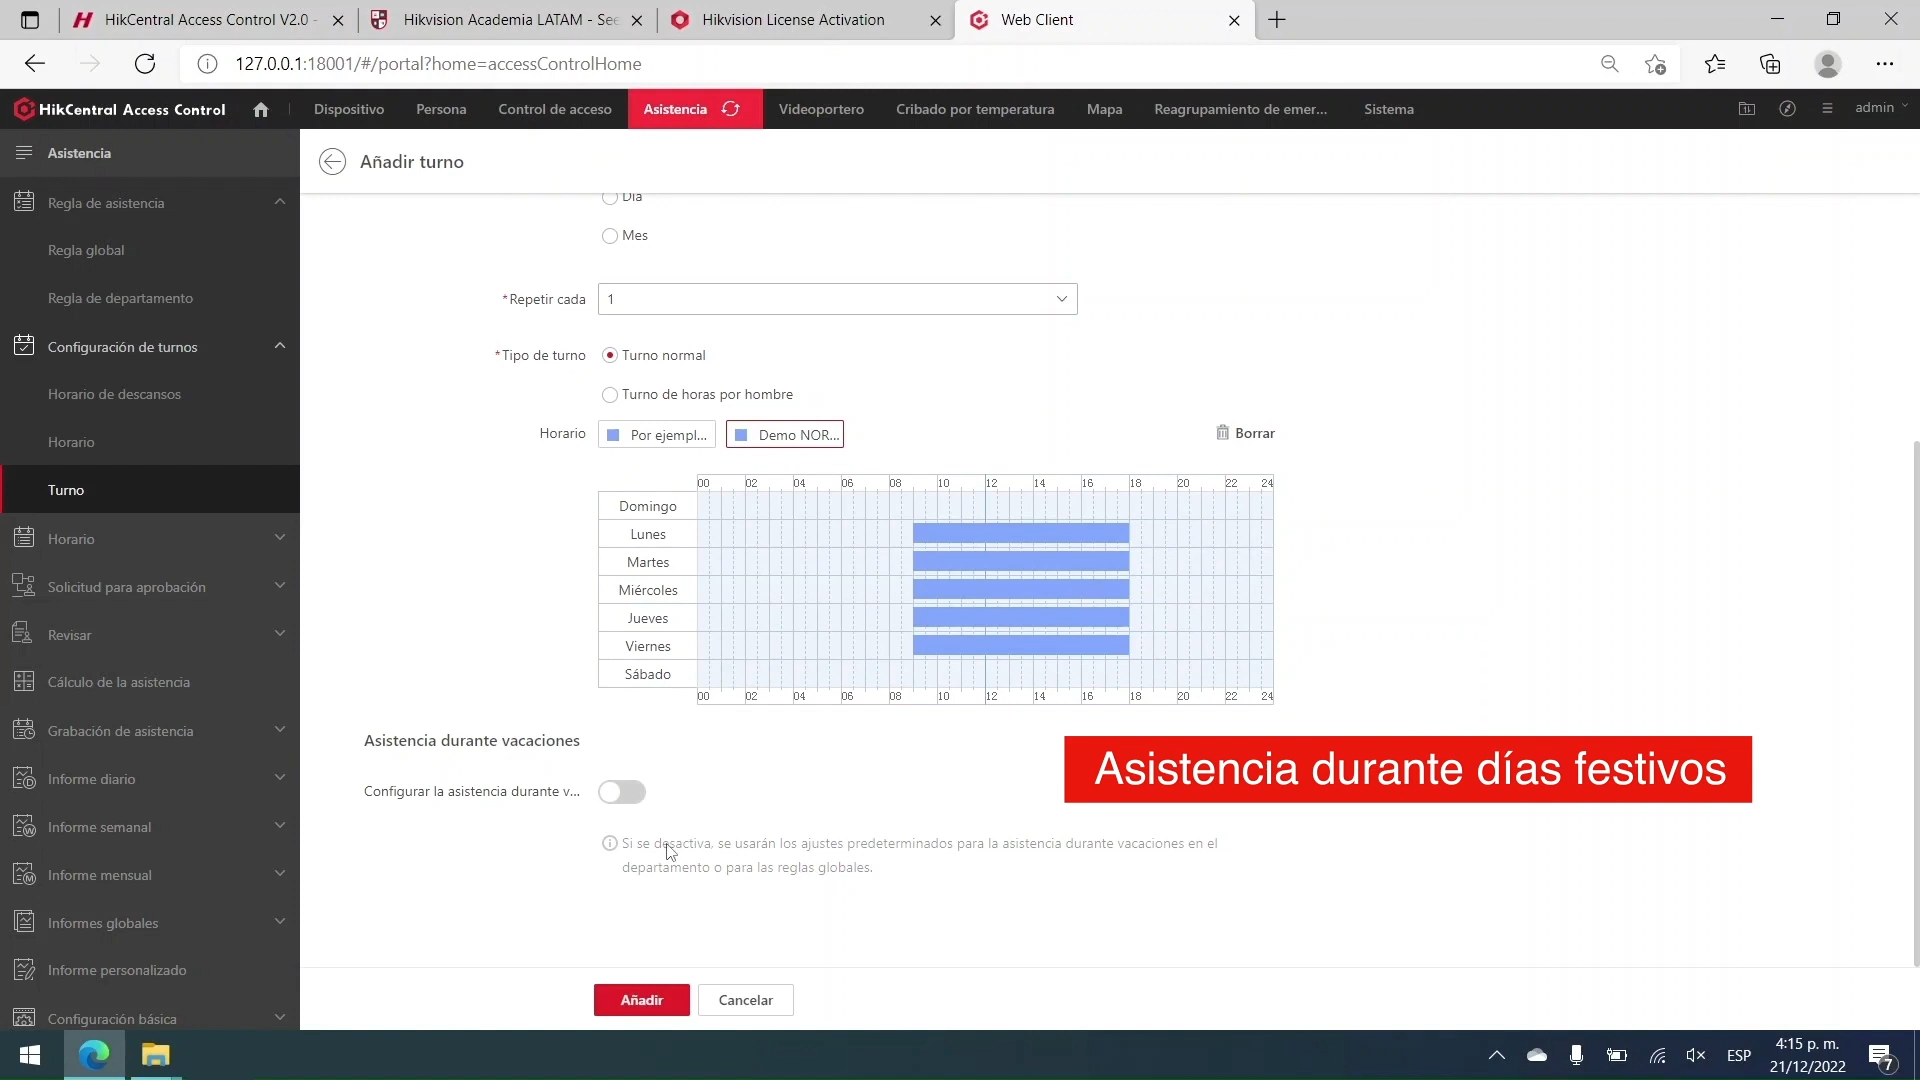 HikCentral Access Control V2.0 -
Hikvision Academia LATAM - See
Hikvision License Activation
Web Client
127.0.0.1:18001/#/portal?home=accessControlHome
HikCentral Access Control
Dispositivo
Persona
Control de acceso
Asistencia
Videoportero
Cribado por temperatura
Mapa
Reagrupamiento de emer...
Sistema
admin
Asistencia
Regla de asistencia
Regla global
Regla de departamento
Configuración de turnos
Horario de descansos
Horario
Turno
Horario
Solicitud para aprobación
Revisar
Cálculo de la asistencia
Grabación de asistencia
Informe diario
Informe semanal
Informe mensual
Informes globales
Informe personalizado
Configuración básica
Añadir turno
Día
Mes
*Repetir cada
1
*Tipo de turno
Turno normal
Turno de horas por hombre
Horario
Por ejempl...
Demo NOR...
Borrar
00 02 04 06 08 10 12 14 16 18 20 22 24
Domingo
Lunes
Martes
Miércoles
Jueves
Viernes
Sábado
00 02 04 06 08 10 12 14 16 18 20 22 24
Asistencia durante vacaciones
Asistencia durante días festivos
Configurar la asistencia durante v...
Si se desactiva, se usarán los ajustes predeterminados para la asistencia durante vacaciones en el
departamento o para las reglas globales.
Añadir
Cancelar
ESP
4:15 p. m.
21/12/2022
7